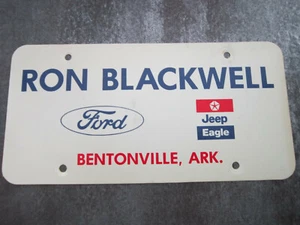 RON BLACKWELL
Ford
Jeep
Eagle
BENTONVILLE, ARK.